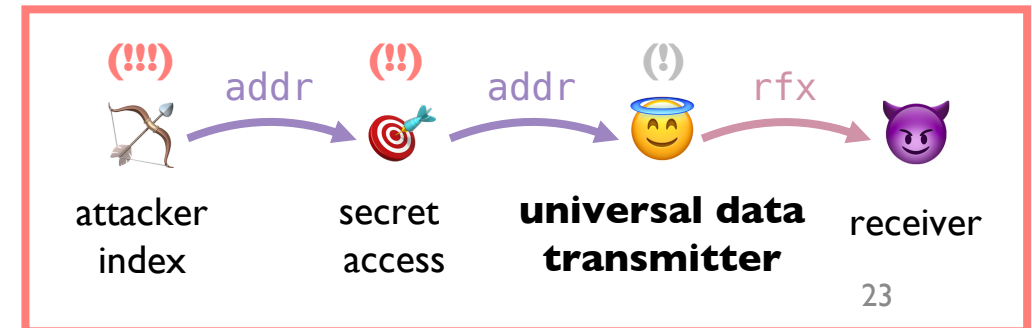 (!!!) (!!) (!)
addr addr rfx
attacker secret universal data receiver
index access transmitter
23